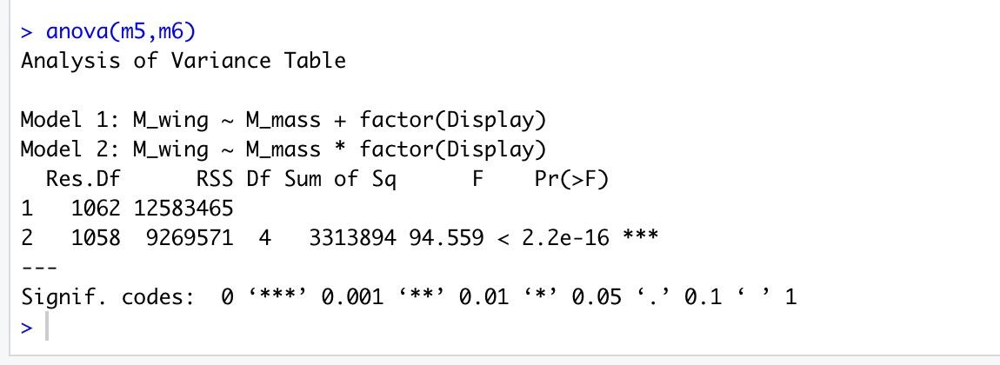 > anova(m5,m6)
Analysis of Variance Table

Model 1: M_wing ~ M_mass + factor(Display)
Model 2: M_wing ~ M_mass * factor(Display)
  Res.Df      RSS Df Sum of Sq      F    Pr(>F)
1   1062 12583465
2   1058  9269571  4   3313894 94.559 < 2.2e-16 ***
---
Signif. codes:  0 ‘***’ 0.001 ‘**’ 0.01 ‘*’ 0.05 ‘.’ 0.1 ‘ ’ 1
>